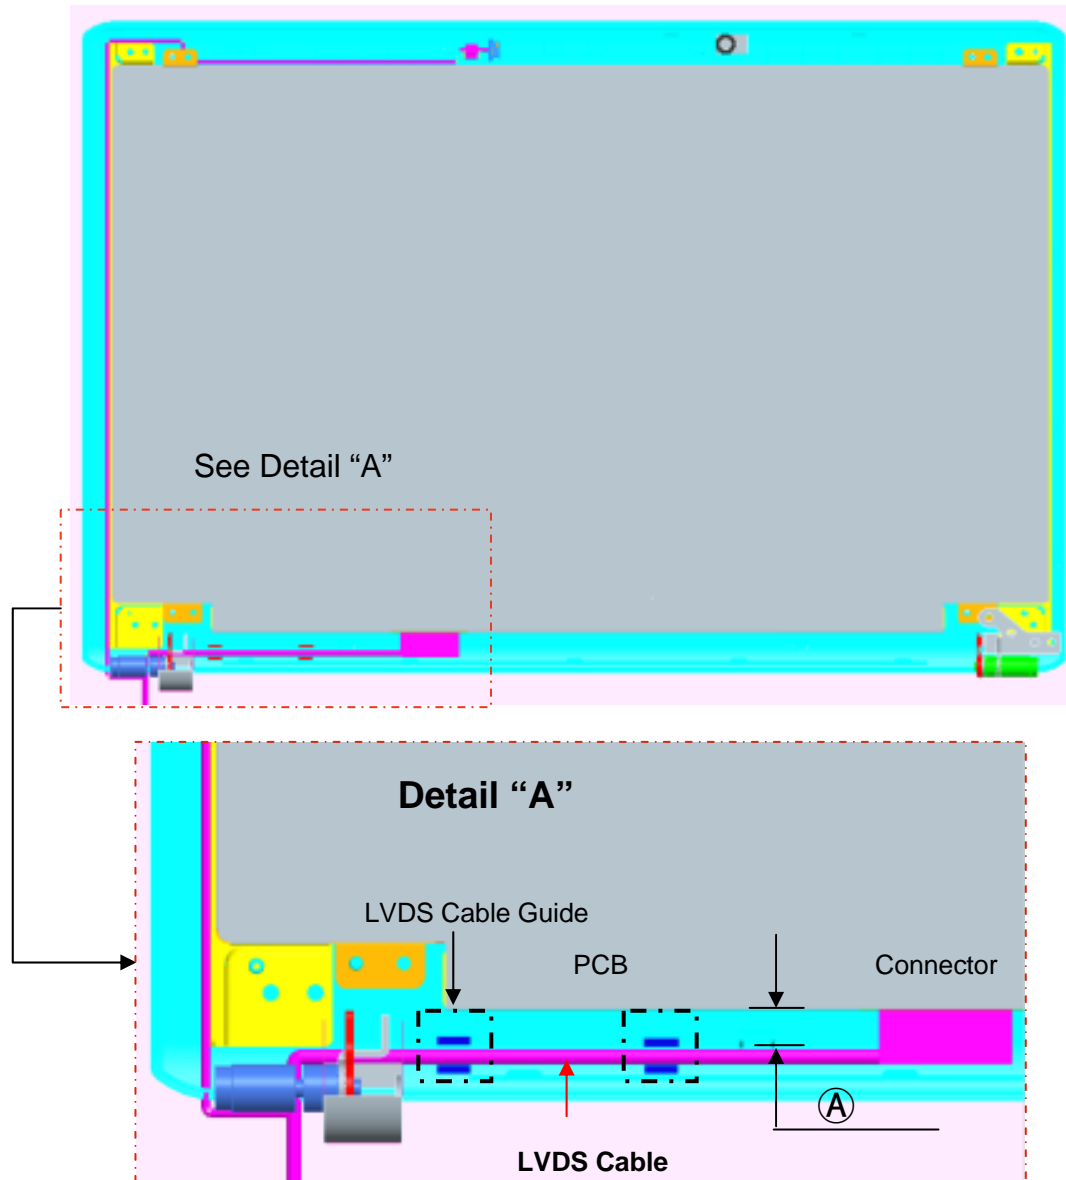 See Detail “A”
Detail “A”
LVDS Cable Guide
PCB
Connector
Ⓐ
LVDS Cable